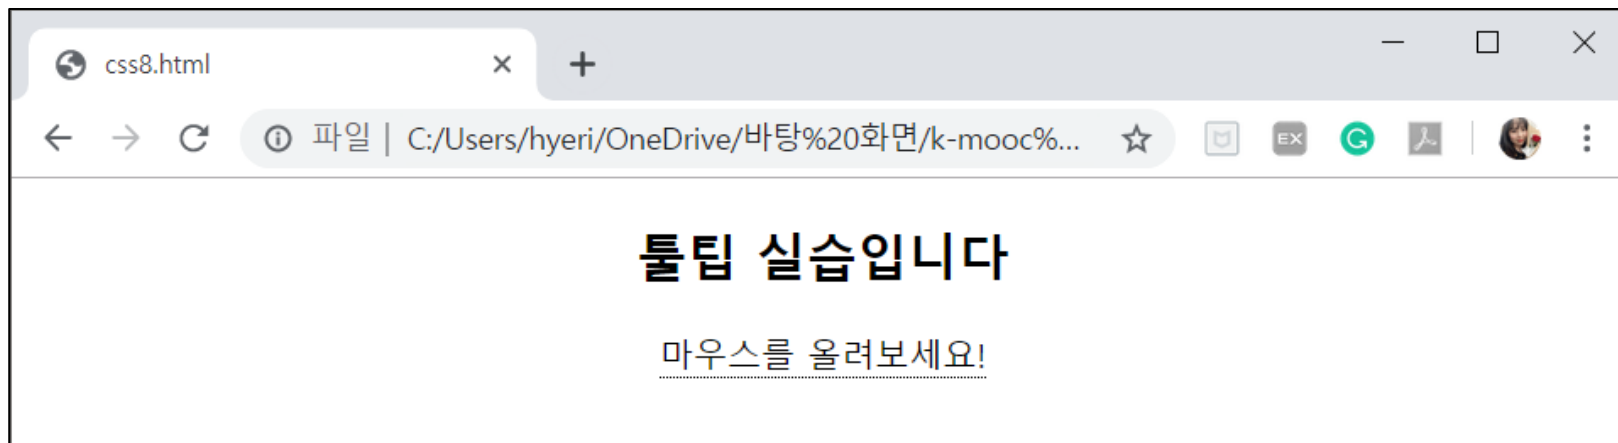 css8.html
파일 | C:/Users/hyeri/OneDrive/바탕%20화면/k-mooc%...
EX
툴팁 실습입니다
마우스를 올려보세요!